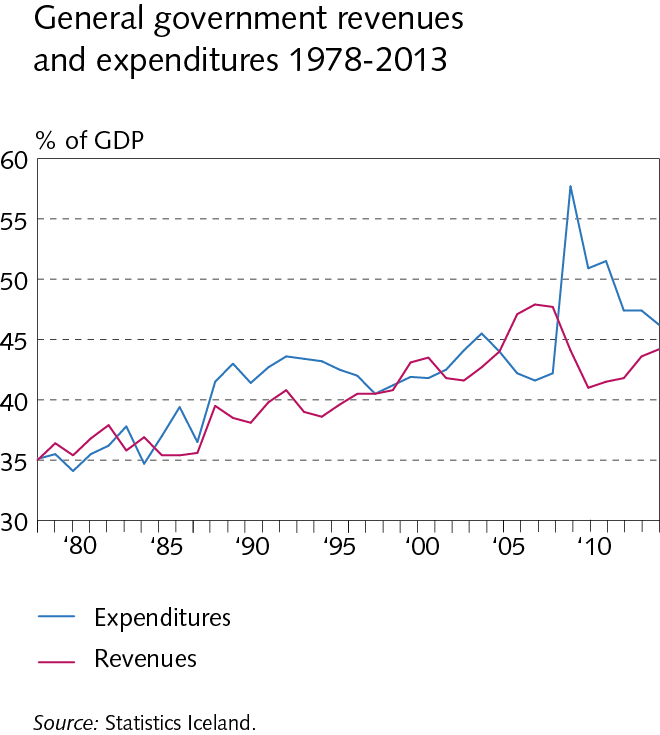 General government revenues
and expenditures 1978-2013
% of GDP
60
55
50
45
40
35
30
‘80 ‘85 ‘90 ‘95 ‘00 ‘05 ‘10
Expenditures
Revenues
Source: Statistics Iceland.